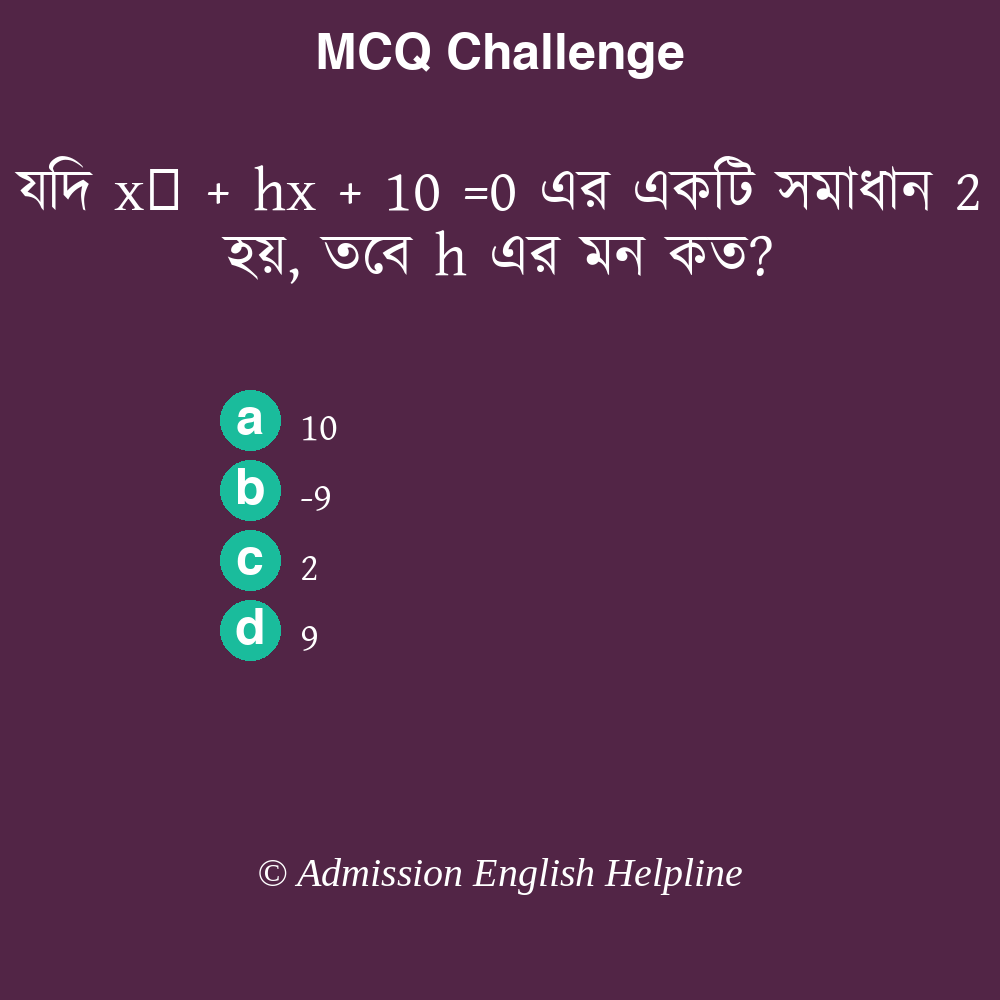 MCQ Challenge
যদি x▯ + hx + 10 =0 এর একটি সমাধান 2
হয়, তবে h এর মন কত?
a 10
b -9
c 2
d 9
© Admission English Helpline